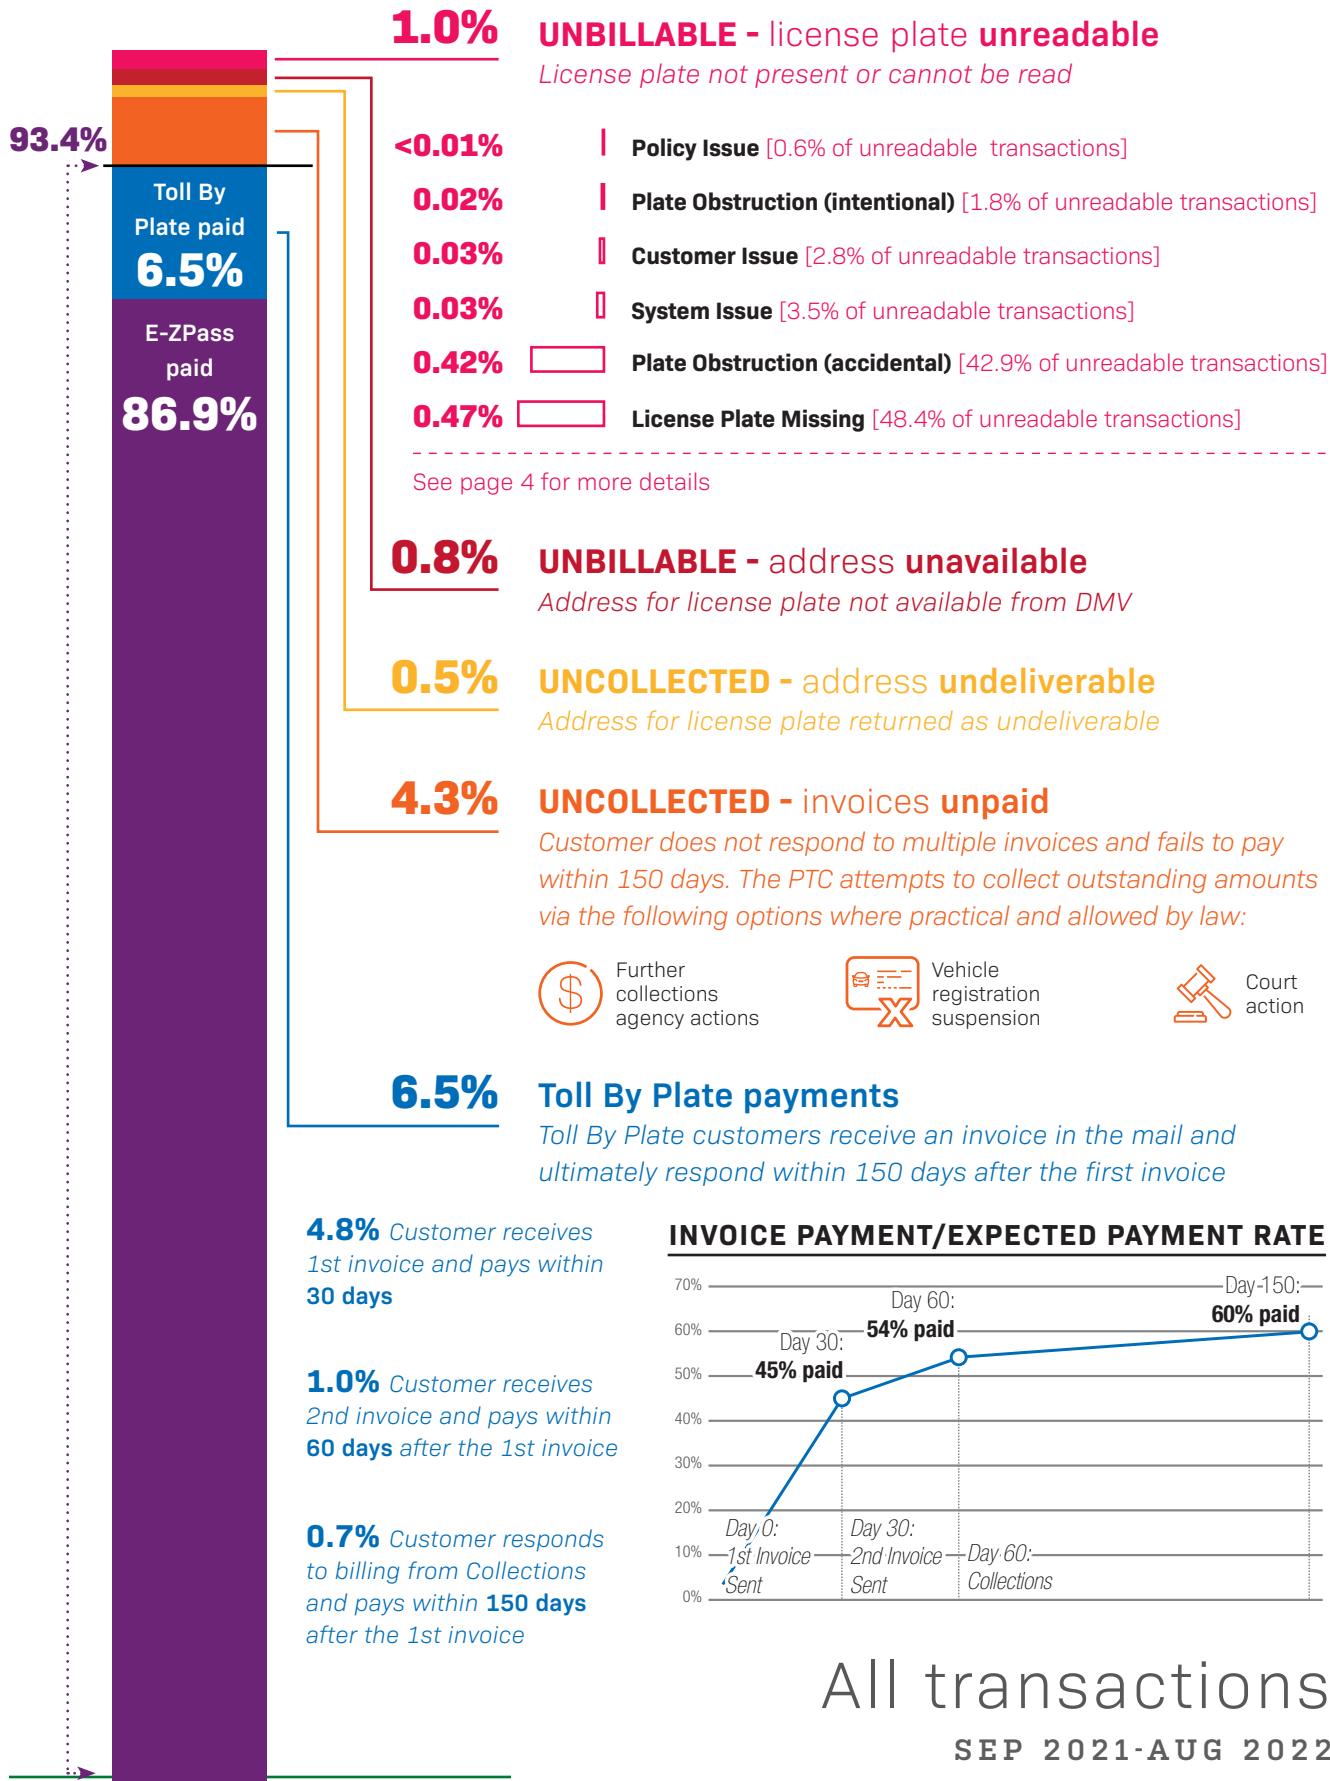 1.0% UNBILLABLE - license plate unreadable
License plate not present or cannot be read
93.4%
<0.01% Policy Issue [0.6% of unreadable transactions]
0.02% Plate Obstruction (intentional) [1.8% of unreadable transactions]
0.03% Customer Issue [2.8% of unreadable transactions]
0.03% System Issue [3.5% of unreadable transactions]
0.42% Plate Obstruction (accidental) [42.9% of unreadable transactions]
0.47% License Plate Missing [48.4% of unreadable transactions]
See page 4 for more details
Toll By
Plate paid
6.5%
E-ZPass
paid
86.9%
0.8% UNBILLABLE - address unavailable
Address for license plate not available from DMV
0.5% UNCOLLECTED - address undeliverable
Address for license plate returned as undeliverable
4.3% UNCOLLECTED - invoices unpaid
Customer does not respond to multiple invoices and fails to pay
within 150 days. The PTC attempts to collect outstanding amounts
via the following options where practical and allowed by law:
Further
collections
agency actions
Vehicle
registration
suspension
Court
action
6.5% Toll By Plate payments
Toll By Plate customers receive an invoice in the mail and
ultimately respond within 150 days after the first invoice
4.8% Customer receives
1st invoice and pays within
30 days
1.0% Customer receives
2nd invoice and pays within
60 days after the 1st invoice
0.7% Customer responds
to billing from Collections
and pays within 150 days
after the 1st invoice
INVOICE PAYMENT/EXPECTED PAYMENT RATE
70%
60%
50%
40%
30%
20%
10%
0%
Day 30:
45% paid
Day 60:
54% paid
Day 150:
60% paid
Day 0:
1st Invoice
Sent
Day 30:
2nd Invoice
Sent
Day 60:
Collections
All transactions
SEP 2021-AUG 2022